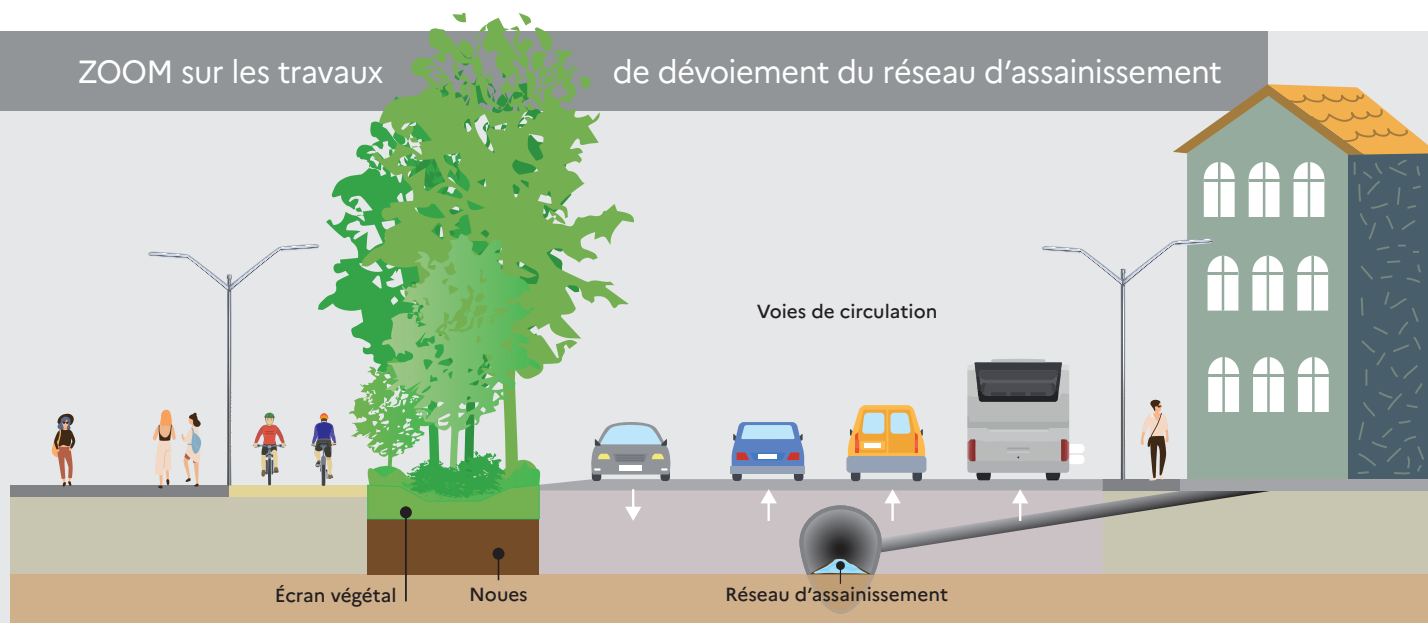 ZOOM sur les travaux de dévoiement du réseau d’assainissement
Voies de circulation
Écran végétal
Noues
Réseau d’assainissement